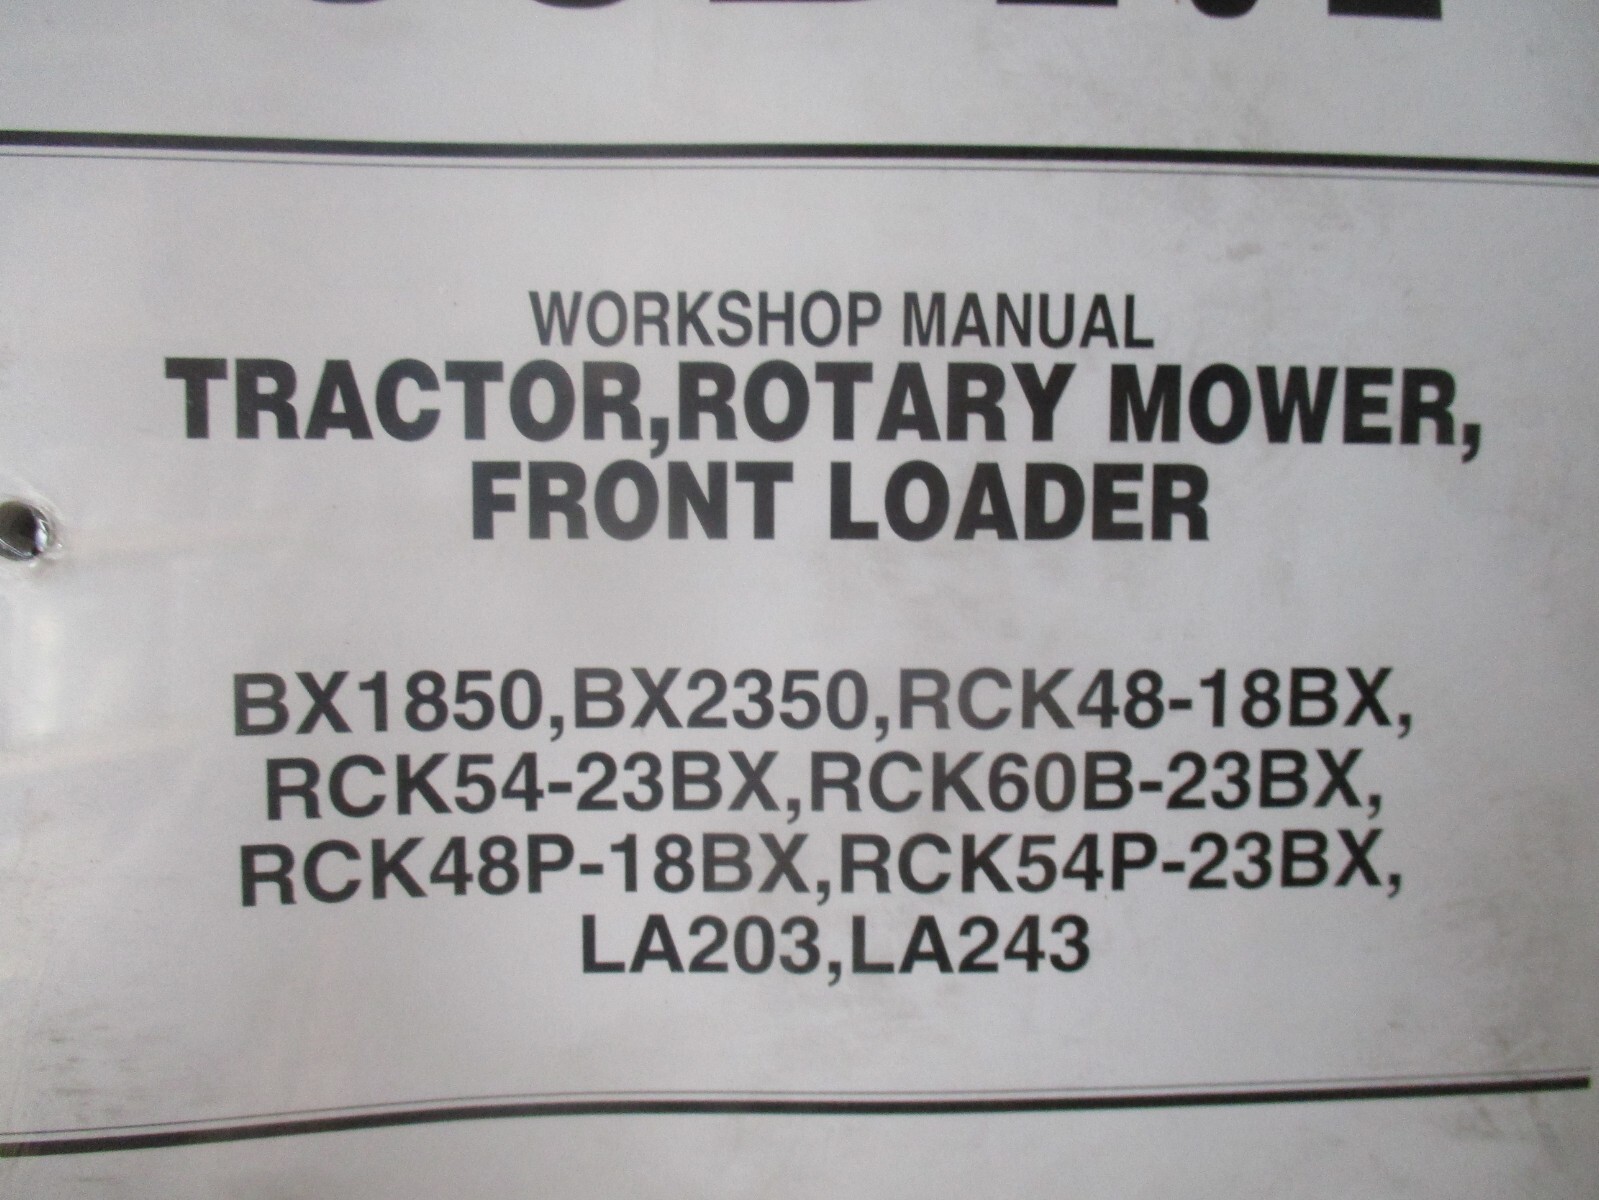 WORKSHOP MANUAL
TRACTOR,ROTARY MOWER,
FRONT LOADER
BX1850,BX2350,RCK48-18BX,
RCK54-23BX,RCK60B-23BX,
RCK48P-18BX,RCK54P-23BX,
LA203,LA243